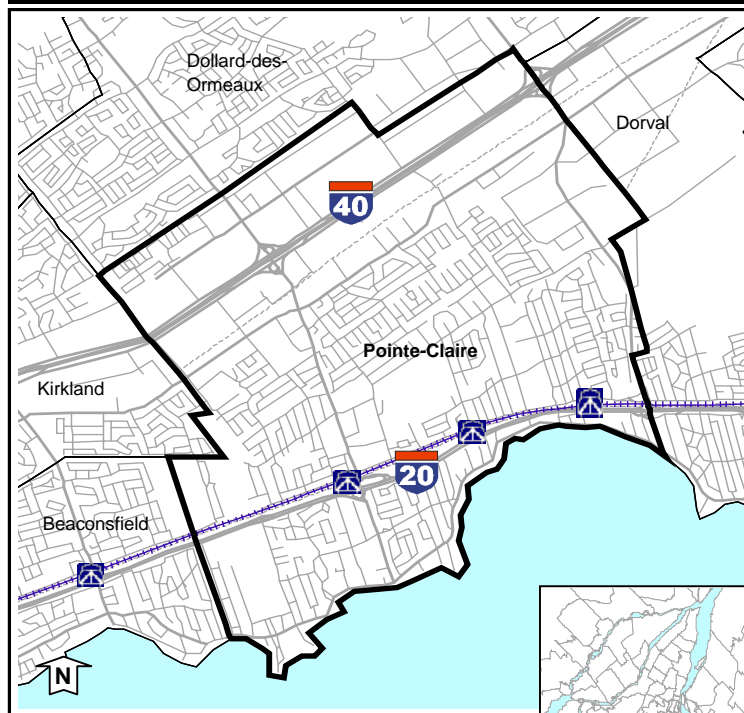 Dollard-des-
Ormeaux
Dorval
40
Pointe-Claire
Kirkland
20
Beaconsfield
N